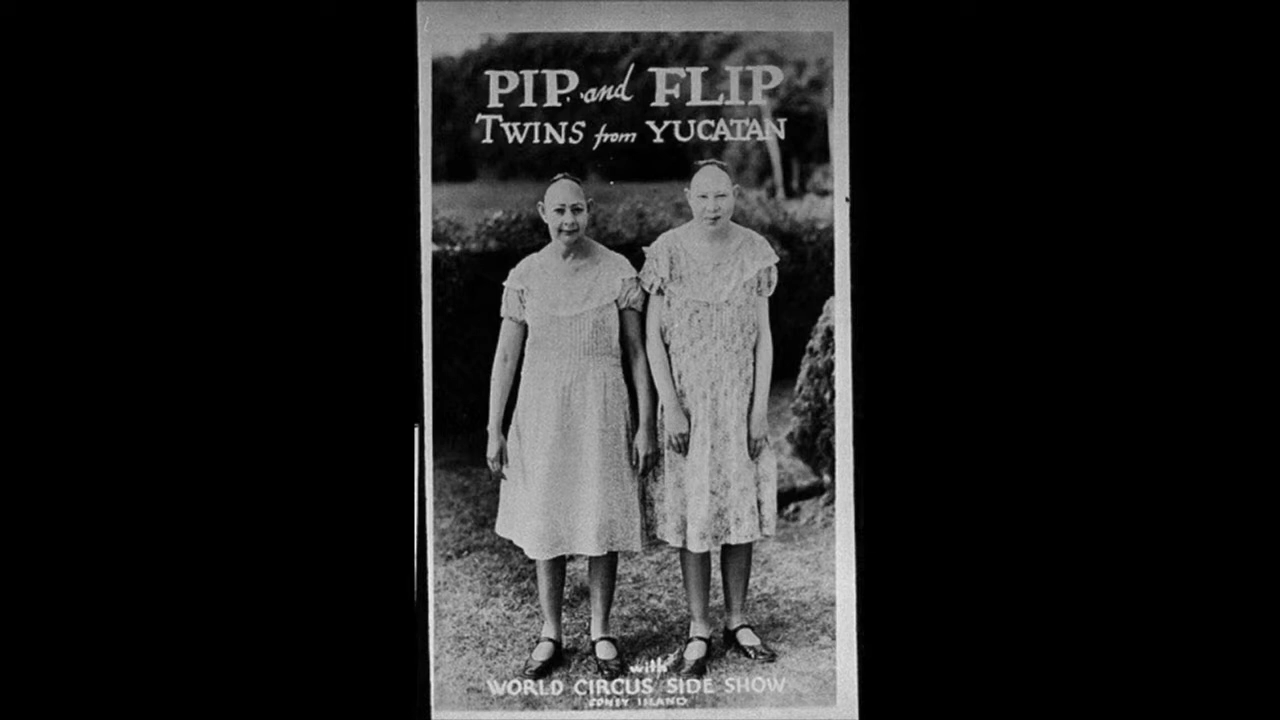 PIP and FLIP
TWINS from YUCATAN
with
WORLD CIRCUS SIDE SHOW
CONEY ISLAND